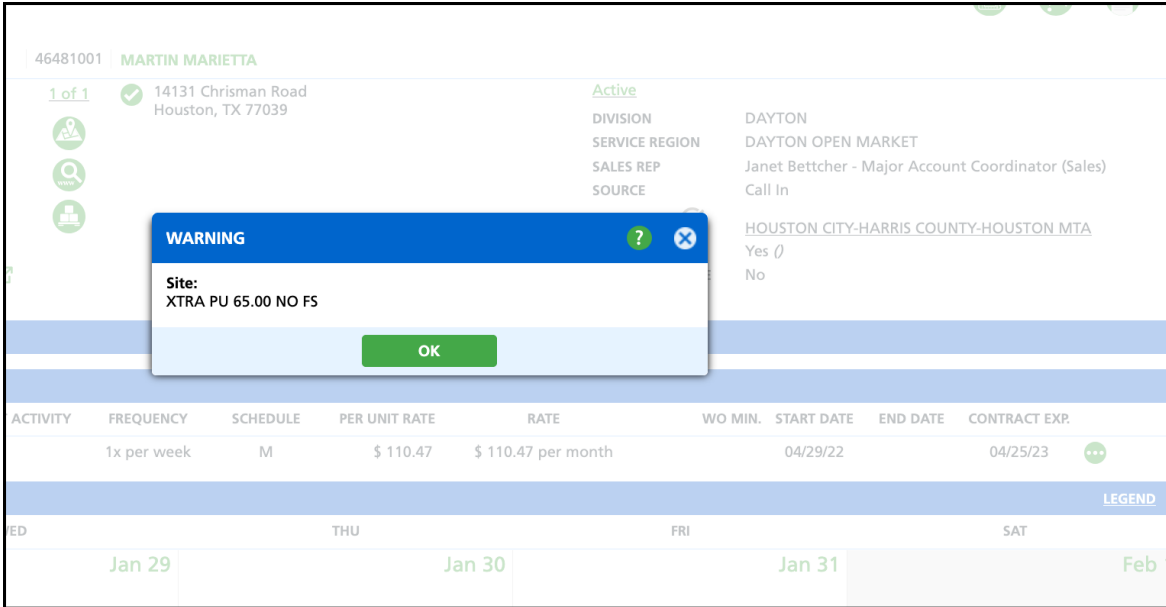 46481001 MARTIN MARIETTA
1 of 1
14131 Chrisman Road
Houston, TX 77039
Active
DIVISION DAYTON
SERVICE REGION DAYTON OPEN MARKET
SALES REP Janet Bettcher - Major Account Coordinator (Sales)
SOURCE Call In
HOUSTON CITY-HARRIS COUNTY-HOUSTON MTA
Yes ()
No
WARNING ?
Site:
XTRA PU 65.00 NO FS
OK
ACTIVITY FREQUENCY SCHEDULE PER UNIT RATE RATE WO MIN. START DATE END DATE CONTRACT EXP.
1x per week M $ 110.47 $ 110.47 per month 04/29/22 04/25/23
LEGEND
WED THU FRI SAT
Jan 29 Jan 30 Jan 31 Feb